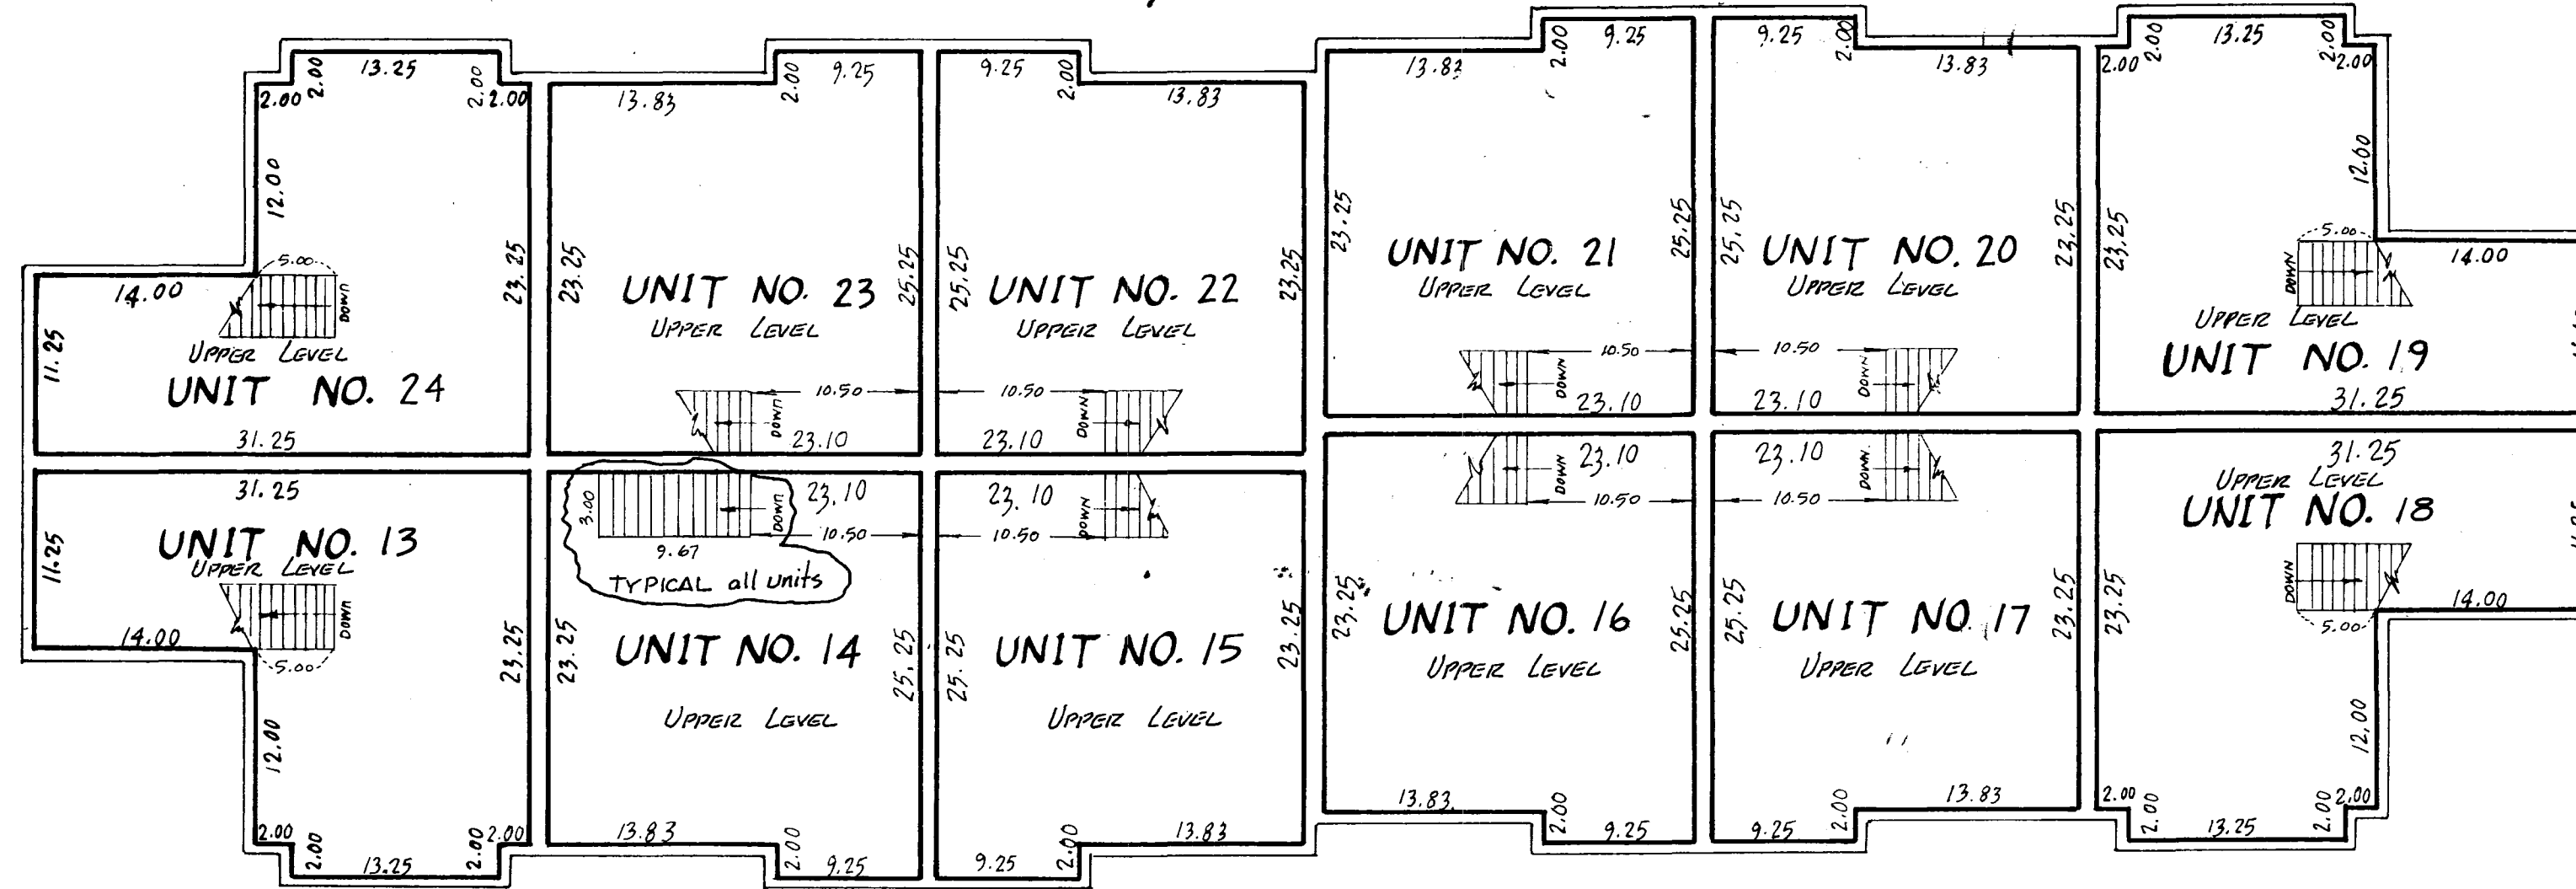 2.00 2.00 13.25 2.00 2.00
12.00
5.00
14.00
DOWN
11.25
23.25
UPPER LEVEL
UNIT NO. 24
31.25
13.83 2.00 9.25
23.25 25.25
UNIT NO. 23
UPPER LEVEL
10.50
DOWN
23.10
9.25 2.00 13.83
25.25 23.25
UNIT NO. 22
UPPER LEVEL
10.50
DOWN
23.10
13.83 2.00 9.25
23.25 25.25
UNIT NO. 21
UPPER LEVEL
10.50
DOWN
23.10
9.25 2.00 13.83
25.25 23.25
UNIT NO. 20
UPPER LEVEL
10.50
DOWN
23.10
2.00 2.00 13.25 2.00 2.00
12.00
23.25
5.00
14.00
DOWN
UPPER LEVEL
UNIT NO. 19
31.25
31.25
11.25
UNIT NO. 13
UPPER LEVEL
DOWN
14.00
5.00
23.25
12.00
2.00 2.00 13.25 2.00 2.00
3.00
DOWN
23.10
10.50
9.67
TYPICAL all units
23.25 25.25
UNIT NO. 14
UPPER LEVEL
13.83 2.00 9.25
23.10
DOWN
10.50
25.25 23.25
UNIT NO. 15
UPPER LEVEL
9.25 2.00 13.83
23.10
DOWN
10.50
23.25 25.25
UNIT NO. 16
UPPER LEVEL
13.83 2.00 9.25
23.10
DOWN
10.50
25.25 23.25
UNIT NO. 17
UPPER LEVEL
9.25 2.00 13.83
31.25
UPPER LEVEL
UNIT NO. 18
DOWN
23.25
5.00
14.00
12.00
2.00 2.00 13.25 2.00 2.00